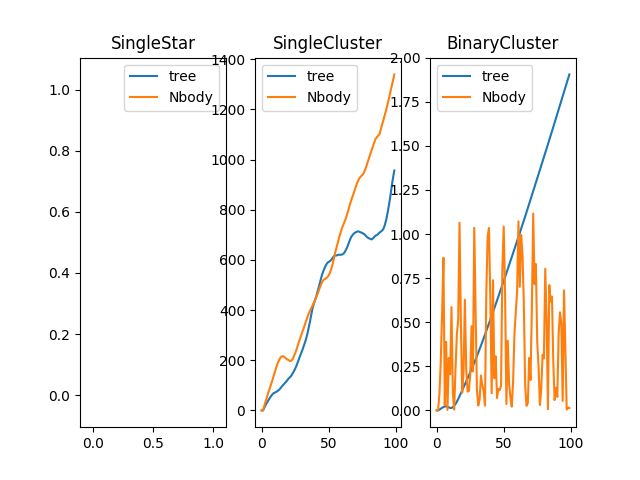 SingleStar
tree
Nbody
1.0
0.8
0.6
0.4
0.2
0.0
0.0 0.5 1.0
SingleCluster
tree
Nbody
1400
1200
1000
800
600
400
200
0
0 50 100
BinaryCluster
tree
Nbody
2.00
1.75
1.50
1.25
1.00
0.75
0.50
0.25
0.00
0 50 100